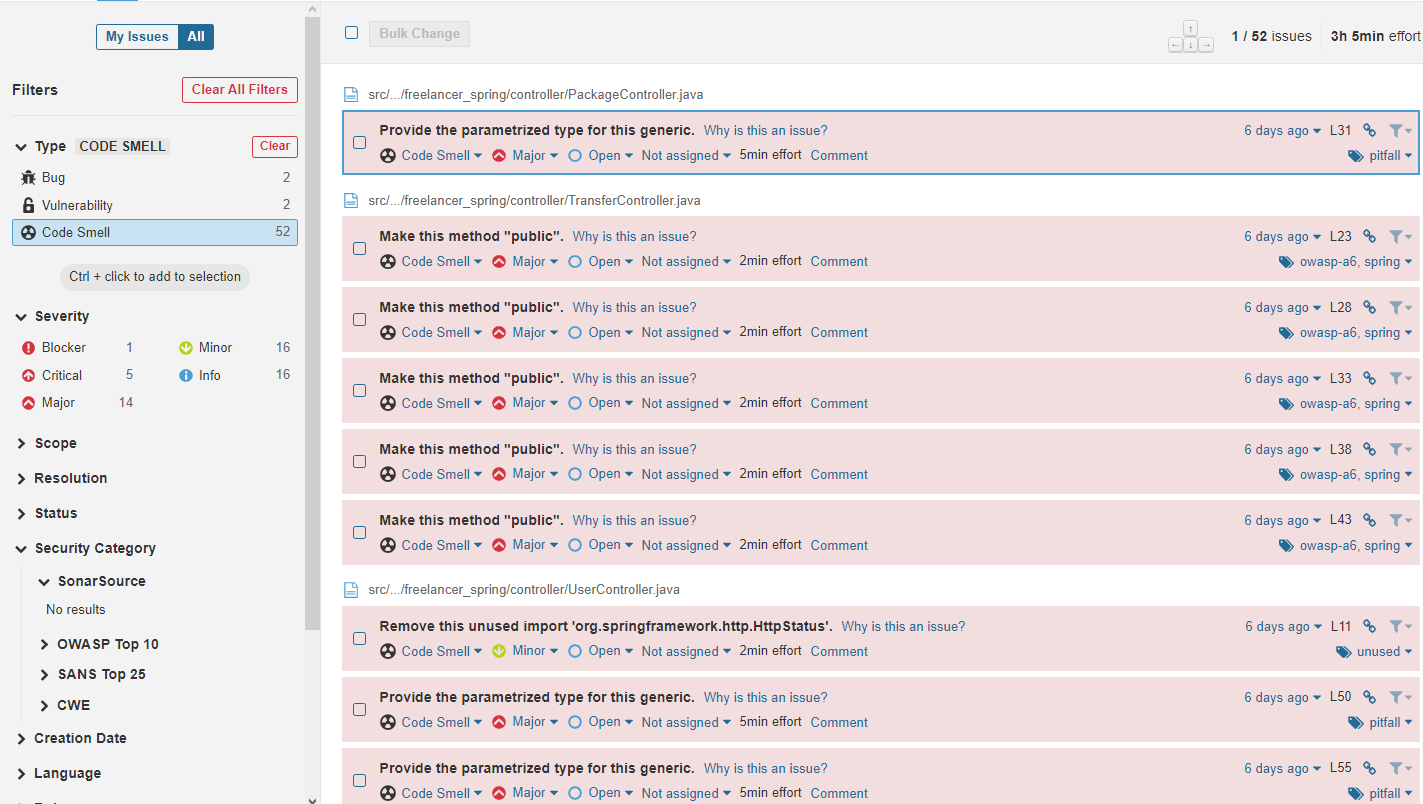 My Issues All
Bulk Change
1 / 52 issues 3h 5min effort
Filters
Clear All Filters
Type CODE SMELL Clear
Bug 2
Vulnerability 2
Code Smell 52
Ctrl + click to add to selection
Severity
Blocker 1 Minor 16
Critical 5 Info 16
Major 14
Scope
Resolution
Status
Security Category
SonarSource
No results
OWASP Top 10
SANS Top 25
CWE
Creation Date
Language
src/.../freelancer_spring/controller/PackageController.java
Provide the parametrized type for this generic. Why is this an issue? 6 days ago L31
Code Smell Major Open Not assigned 5min effort Comment pitfall
src/.../freelancer_spring/controller/TransferController.java
Make this method "public". Why is this an issue? 6 days ago L23
Code Smell Major Open Not assigned 2min effort Comment owasp-a6, spring
Make this method "public". Why is this an issue? 6 days ago L28
Code Smell Major Open Not assigned 2min effort Comment owasp-a6, spring
Make this method "public". Why is this an issue? 6 days ago L33
Code Smell Major Open Not assigned 2min effort Comment owasp-a6, spring
Make this method "public". Why is this an issue? 6 days ago L38
Code Smell Major Open Not assigned 2min effort Comment owasp-a6, spring
Make this method "public". Why is this an issue? 6 days ago L43
Code Smell Major Open Not assigned 2min effort Comment owasp-a6, spring
src/.../freelancer_spring/controller/UserController.java
Remove this unused import 'org.springframework.http.HttpStatus'. Why is this an issue? 6 days ago L11
Code Smell Minor Open Not assigned 2min effort Comment unused
Provide the parametrized type for this generic. Why is this an issue? 6 days ago L50
Code Smell Major Open Not assigned 5min effort Comment pitfall
Provide the parametrized type for this generic. Why is this an issue? 6 days ago L55
Code Smell Major Open Not assigned 5min effort Comment pitfall